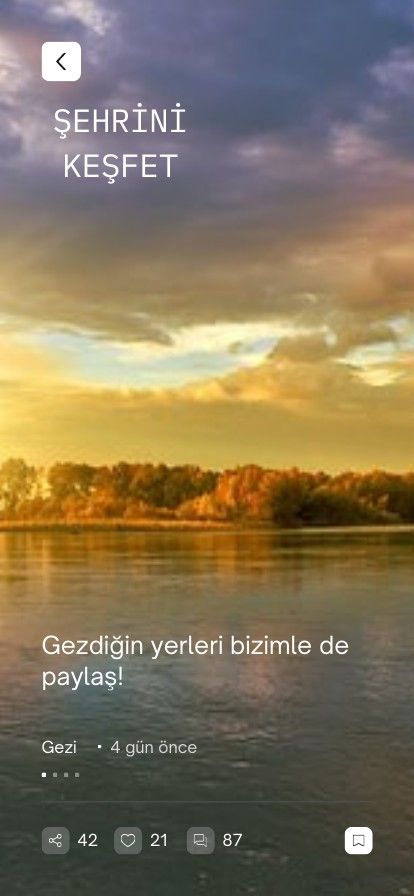 ŞEHRİNİ
KEŞFET
Gezdiğin yerleri bizimle de
paylaş!
Gezi • 4 gün önce
42 21 87